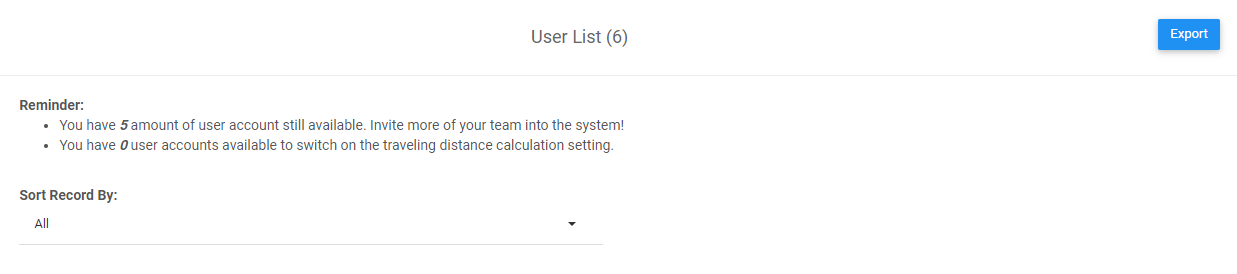 User List (6)
Export
Reminder:
You have 5 amount of user account still available. Invite more of your team into the system!
You have 0 user accounts available to switch on the traveling distance calculation setting.
Sort Record By:
All